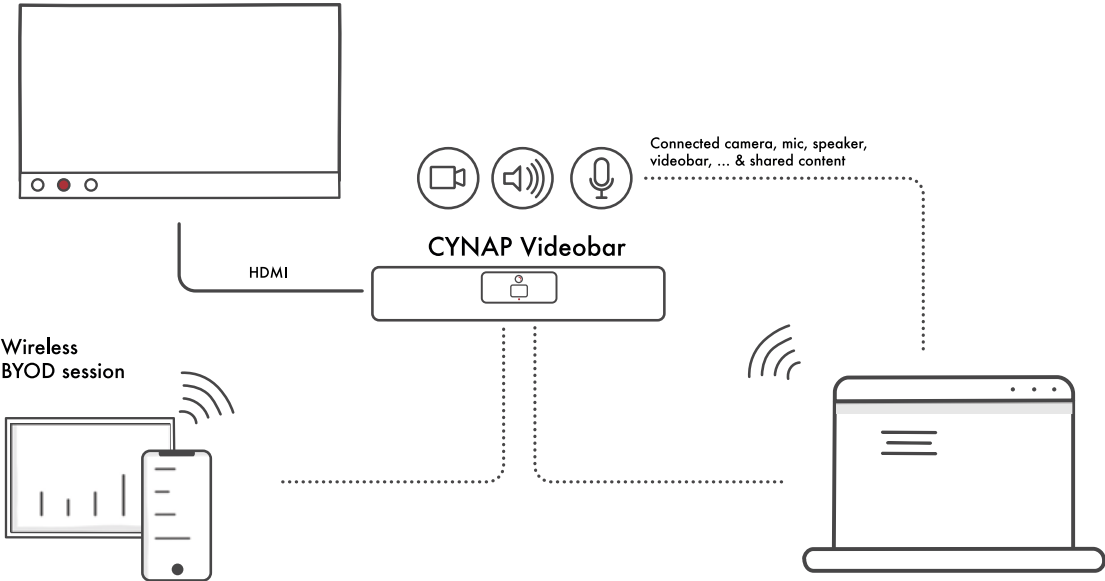 Connected camera, mic, speaker,
videobar, ... & shared content
CYNAP Videobar
HDMI
Wireless
BYOD session